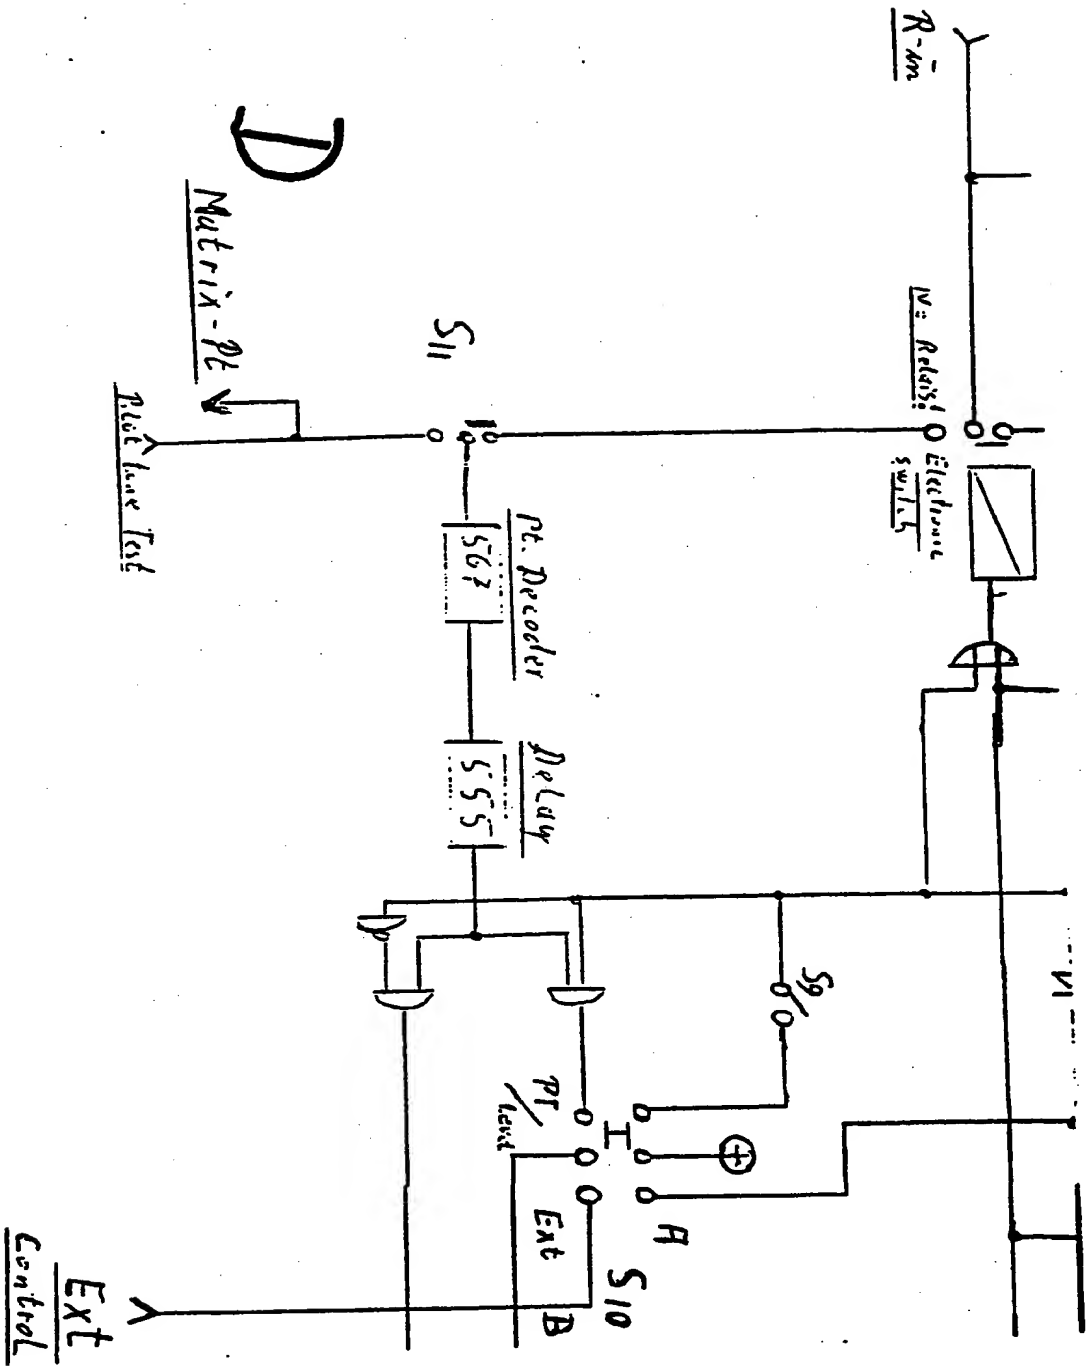 R-in
N= Relais!
Electronic
switch
D
Matrix-Pt
S11
Pilot Line Test
Pt. Decoder
567
Delay
555
S9
VI
PT/
Level
Ext
A
B
S10
Ext
Control